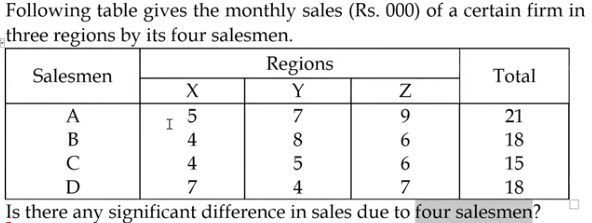 Following table gives the monthly sales (Rs. 000) of a certain firm in
three regions by its four salesmen.
Salesmen Regions Total
X Y Z
A 5 7 9 21
B 4 8 6 18
C 4 5 6 15
D 7 4 7 18
Is there any significant difference in sales due to four salesmen?